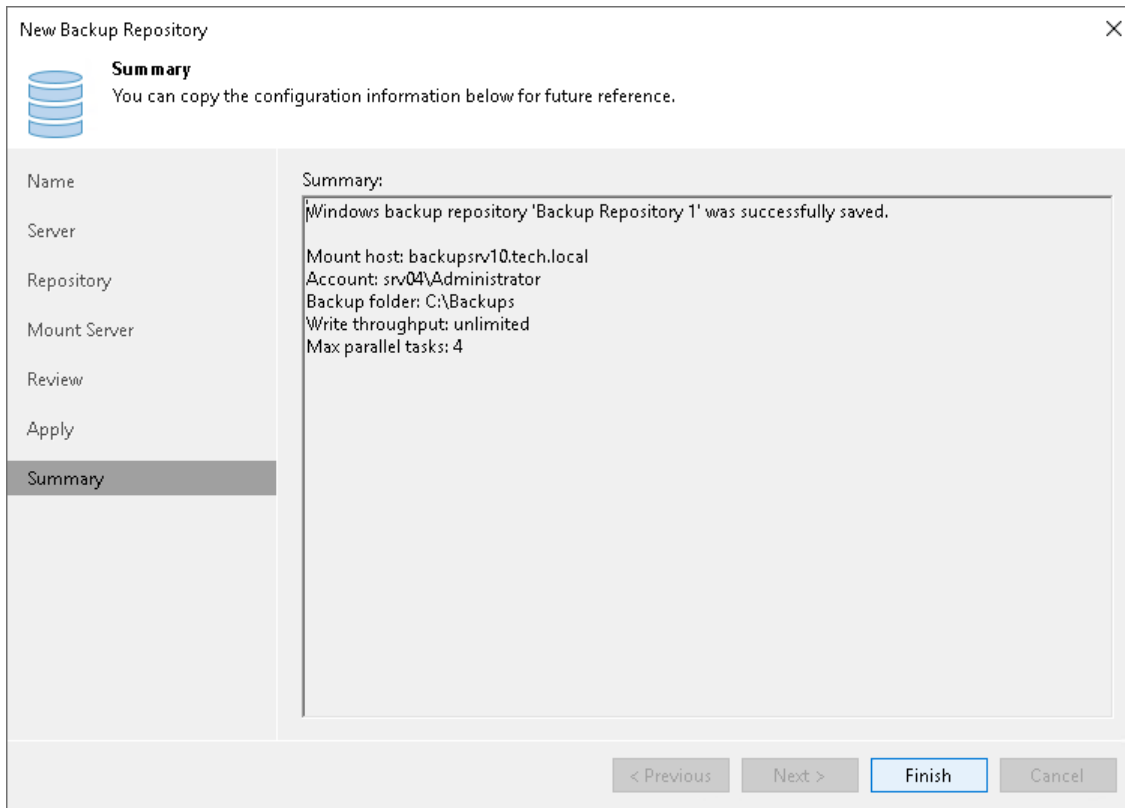 New Backup Repository
Summary
You can copy the configuration information below for future reference.
Name
Server
Repository
Mount Server
Review
Apply
Summary
Summary:
Windows backup repository 'Backup Repository 1' was successfully saved.
Mount host: backupsrv10.tech.local
Account: srv04\Administrator
Backup folder: C:\Backups
Write throughput: unlimited
Max parallel tasks: 4
< Previous
Next >
Finish
Cancel